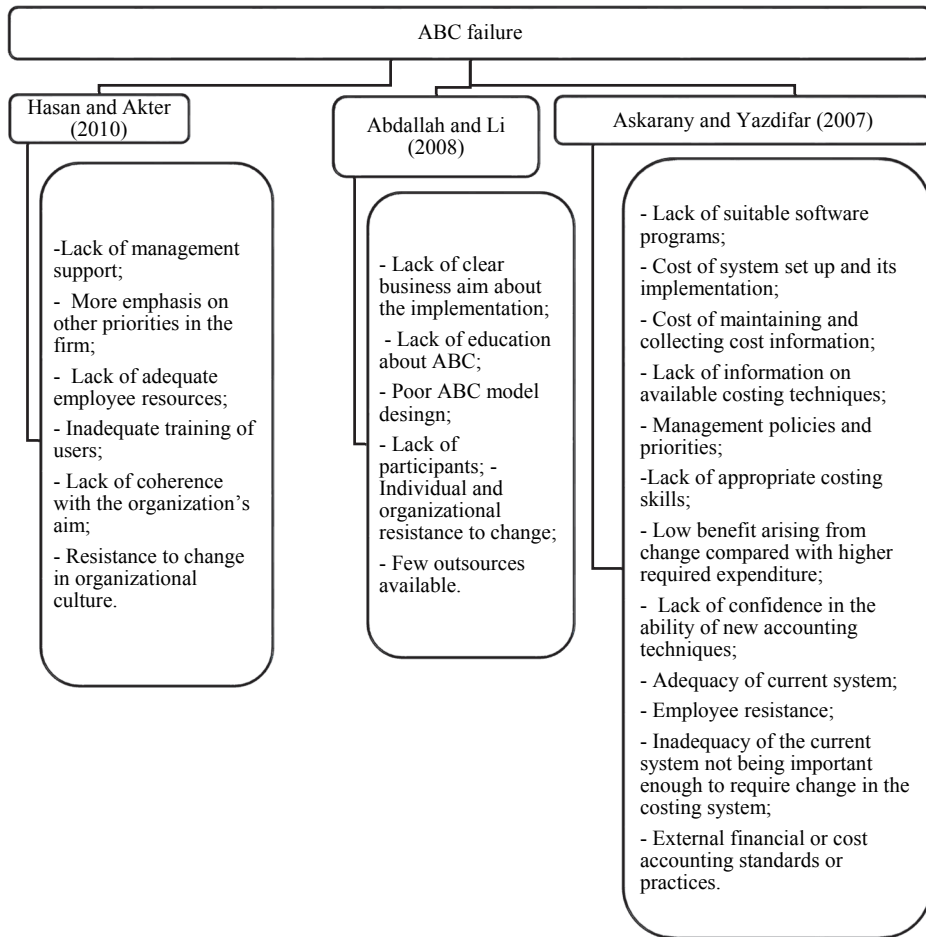 ABC failure
Hasan and Akter
(2010)
-Lack of management
support;
- More emphasis on
other priorities in the
firm;
- Lack of adequate
employee resources;
- Inadequate training of
users;
- Lack of coherence
with the organization's
aim;
- Resistance to change
in organizational
culture.
Abdallah and Li
(2008)
- Lack of clear
business aim about
the implementation;
- Lack of education
about ABC;
- Poor ABC model
desingn;
- Lack of
participants; -
Individual and
organizational
resistance to change;
- Few outsources
available.
Askarany and Yazdifar (2007)
- Lack of suitable software
programs;
- Cost of system set up and its
implementation;
- Cost of maintaining and
collecting cost information;
- Lack of information on
available costing techniques;
- Management policies and
priorities;
-Lack of appropriate costing
skills;
- Low benefit arising from
change compared with higher
required expenditure;
- Lack of confidence in the
ability of new accounting
techniques;
- Adequacy of current system;
- Employee resistance;
- Inadequacy of the current
system not being important
enough to require change in the
costing system;
- External financial or cost
accounting standards or
practices.